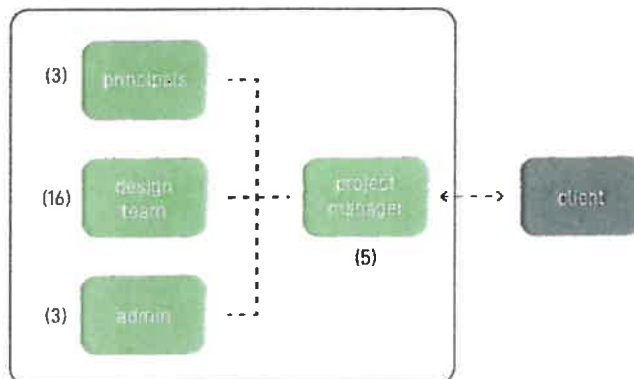 (3)
principals
(16)
design
team
project
manager
(5)
client
(3)
admin